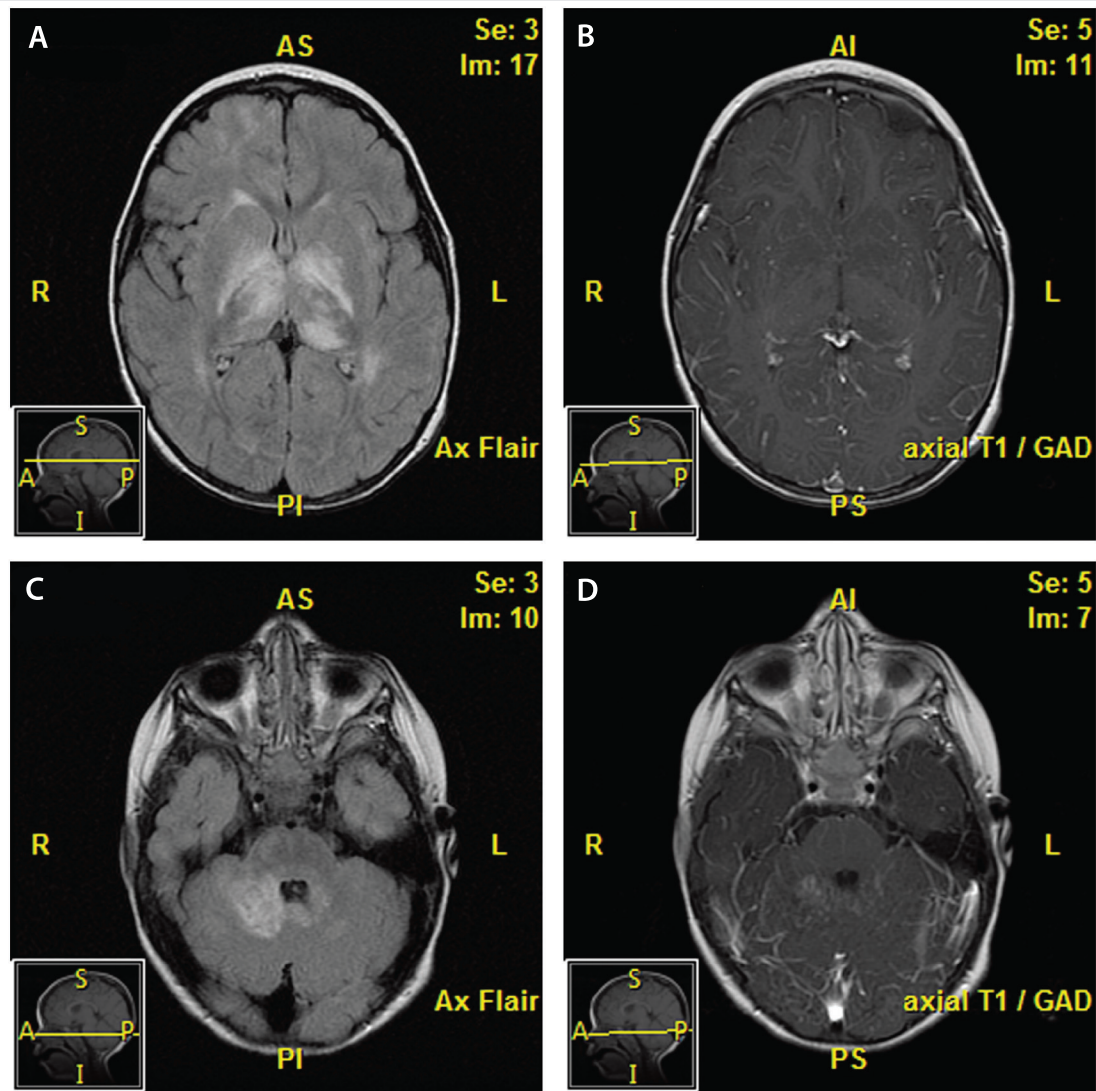 A
Se: 3
AS
Im: 17
R
L
S
A
P
I
Ax Flair
PI
B
Se: 5
AI
Im: 11
R
L
S
A
P
I
axial T1 / GAD
PS
C
Se: 3
AS
Im: 10
R
L
S
A
P
I
Ax Flair
PI
D
Se: 5
AI
Im: 7
R
L
S
A
P
I
axial T1 / GAD
PS